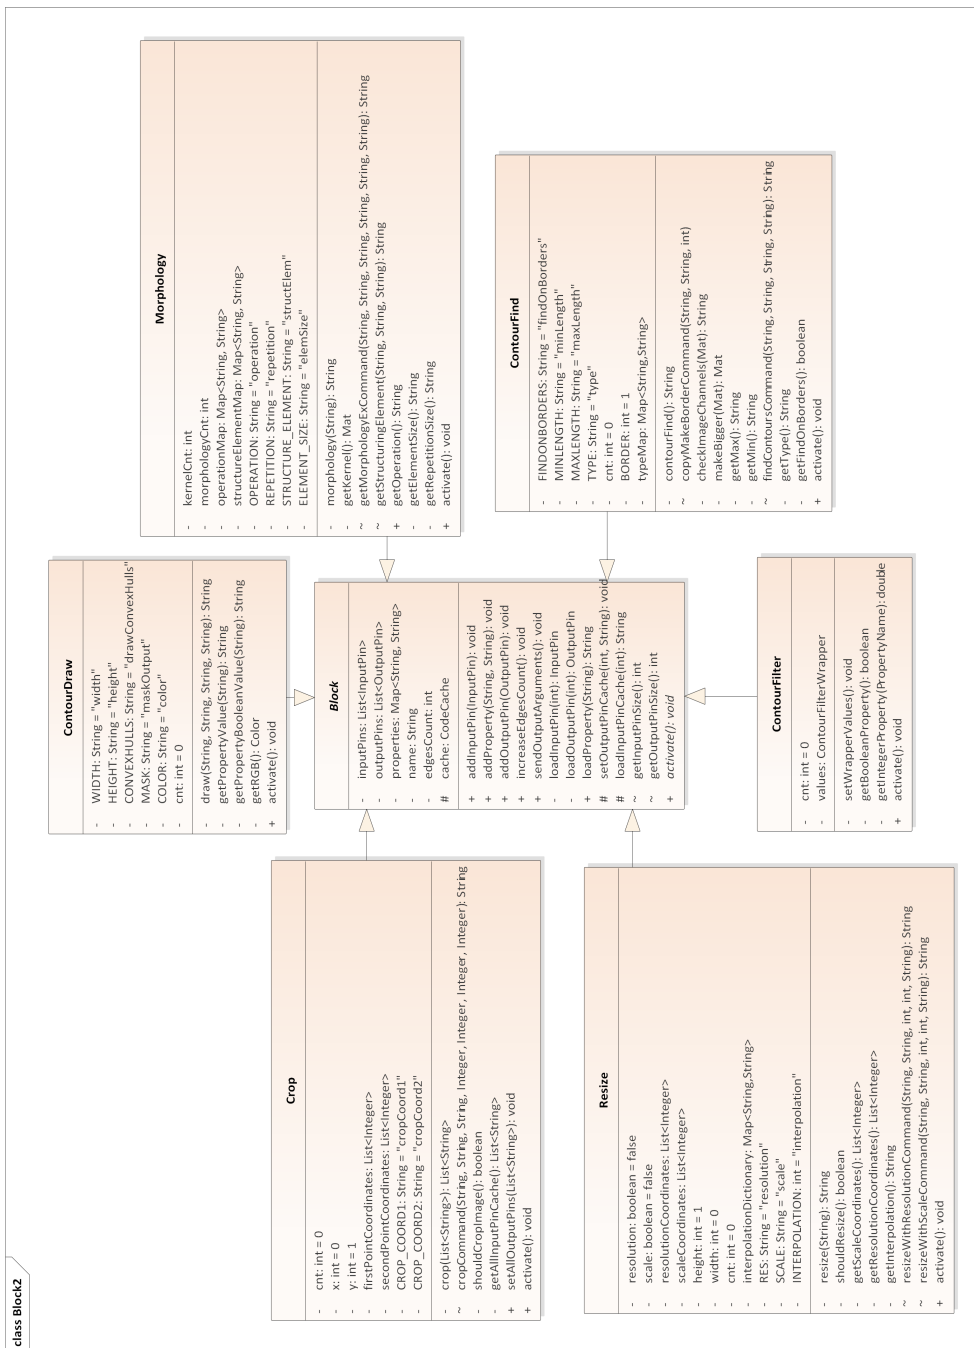 class Block2
Crop
- cnt: int = 0
- x: int = 0
- y: int = 1
- firstPointCoordinates: List<Integer>
- secondPointCoordinates: List<Integer>
- CROP_COORD1: String = "cropCoord1"
- CROP_COORD2: String = "cropCoord2"
- crop(List<String>): List<String>
~ cropCommand(String, String, String, Integer, Integer, Integer, Integer): String
- shouldCropImage(): boolean
- getAllInputPinCache(): List<String>
+ setAllOutputPins(List<String>): void
+ activate(): void
Resize
- resolution: boolean = false
- scale: boolean = false
- resolutionCoordinates: List<Integer>
- scaleCoordinates: List<Integer>
- height: int = 1
- width: int = 0
- cnt: int = 0
- interpolationDictionary: Map<String,String>
- RES: String = "resolution"
- SCALE: String = "scale"
- INTERPOLATION: int = "interpolation"
- resize(String): String
- shouldResize(): boolean
- getScaleCoordinates(): List<Integer>
- getResolutionCoordinates(): List<Integer>
- getInterpolation(): String
~ resizeWithResolutionCommand(String, String, int, int, String): String
~ resizeWithScaleCommand(String, String, int, int, String): String
+ activate(): void
ContourDraw
- WIDTH: String = "width"
- HEIGHT: String = "height"
- CONVEXHULLS: String = "drawConvexHulls"
- MASK: String = "maskOutput"
- COLOR: String = "color"
- cnt: int = 0
- draw(String, String, String): String
- getPropertyValue(String): String
- getPropertyBooleanValue(String): String
- getRGB(): Color
+ activate(): void
Block
- inputPins: List<InputPin>
- outputPins: List<OutputPin>
- properties: Map<String, String>
- name: String
- edgesCount: int
# cache: CodeCache
+ addInputPin(InputPin): void
+ addProperty(String, String): void
+ addOutputPin(OutputPin): void
+ increaseEdgesCount(): void
+ sendOutputArguments(): void
- loadInputPin(int): InputPin
- loadOutputPin(int): OutputPin
- loadProperty(String): String
# setOutputPinCache(int, String): void
# loadInputPinCache(int): String
~ getInputPinSize(): int
~ getOutputPinSize(): int
+ activate(): void
ContourFilter
- cnt: int = 0
- values: ContourFilterWrapper
- setWrapperValues(): void
- getBooleanProperty(): boolean
- getIntegerProperty(PropertyName): double
+ activate(): void
Morphology
- kernelCnt: int
- morphologyCnt: int
- operationMap: Map<String, String>
- structureElementMap: Map<String, String>
- OPERATION: String = "operation"
- REPETITION: String = "repetition"
- STRUCTURE_ELEMENT: String = "structElem"
- ELEMENT_SIZE: String = "elemSize"
- morphology(String): String
- getKernel(): Mat
~ getMorphologyExCommand(String, String, String, String, String): String
~ getStructuringElement(String, String, String): String
+ getOperation(): String
- getElementSize(): String
- getRepetitionSize(): String
+ activate(): void
ContourFind
- FINDONBORDERS: String = "findOnBorders"
- MINLENGTH: String = "minLength"
- MAXLENGTH: String = "maxLength"
- TYPE: String = "type"
- cnt: int = 0
- BORDER: int = 1
- typeMap: Map<String,String>
- contourFind(): String
~ copyMakeBorderCommand(String, String, int)
- checkImageChannels(Mat): String
- makeBigger(Mat): Mat
- getMax(): String
- getMin(): String
~ findContoursCommand(String, String, String, String): String
- getType(): String
- getFindOnBorders(): boolean
+ activate(): void